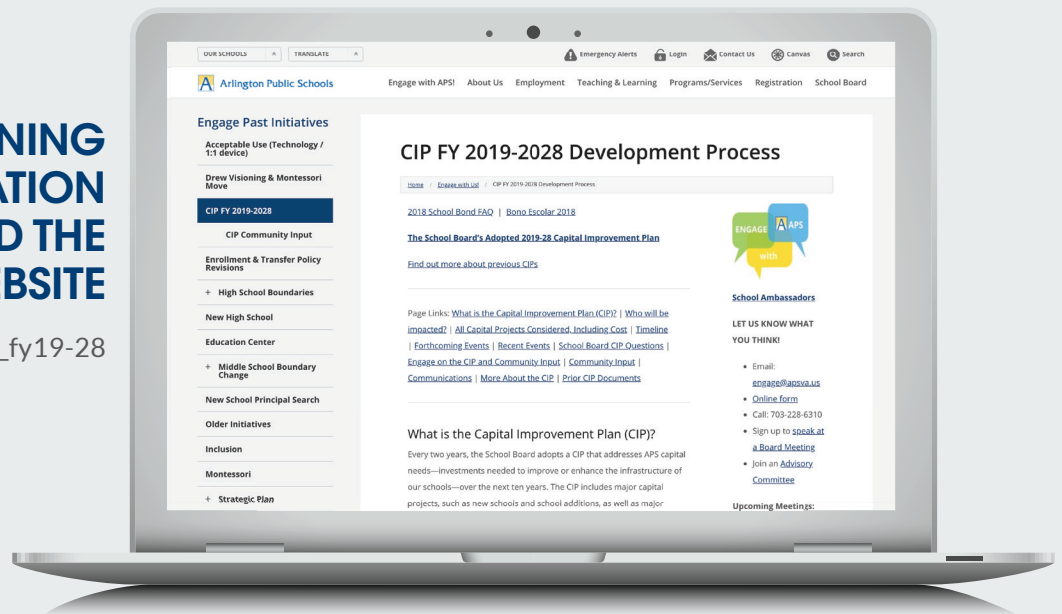 NING
ATION
D THE
EBSITE
_fy19-28
OUR SCHOOLS
TRANSLATE
Emergency Alerts
Login
Contact Us
Canvas
Search
A Arlington Public Schools
Engage with APS!
About Us
Employment
Teaching & Learning
Programs/Services
Registration
School Board
Engage Past Initiatives
Acceptable Use (Technology /
1:1 device)
Drew Visioning & Montessori
Move
CIP FY 2019-2028
CIP Community Input
Enrollment & Transfer Policy
Revisions
+ High School Boundaries
New High School
Education Center
+ Middle School Boundary
Change
New School Principal Search
Older Initiatives
Inclusion
Montessori
+ Strategic Plan
CIP FY 2019-2028 Development Process
Home / Engage with Us! / CIP FY 2019-2028 Development Process
2018 School Bond FAQ | Bono Escolar 2018
The School Board's Adopted 2019-28 Capital Improvement Plan
Find out more about previous CIPs
Page Links: What is the Capital Improvement Plan (CIP)? | Who will be
impacted? | All Capital Projects Considered, Including Cost | Timeline
| Forthcoming Events | Recent Events | School Board CIP Questions |
Engage on the CIP and Community Input | Community Input |
Communications | More About the CIP | Prior CIP Documents
What is the Capital Improvement Plan (CIP)?
Every two years, the School Board adopts a CIP that addresses APS capital
needs—investments needed to improve or enhance the infrastructure of
our schools—over the next ten years. The CIP includes major capital
projects, such as new schools and school additions, as well as major
ENGAGE
A APS
with
School Ambassadors
LET US KNOW WHAT
YOU THINK!
• Email:
engage@apsva.us
• Online form
• Call: 703-228-6310
• Sign up to speak at
a Board Meeting
• Join an Advisory
Committee
Upcoming Meetings: